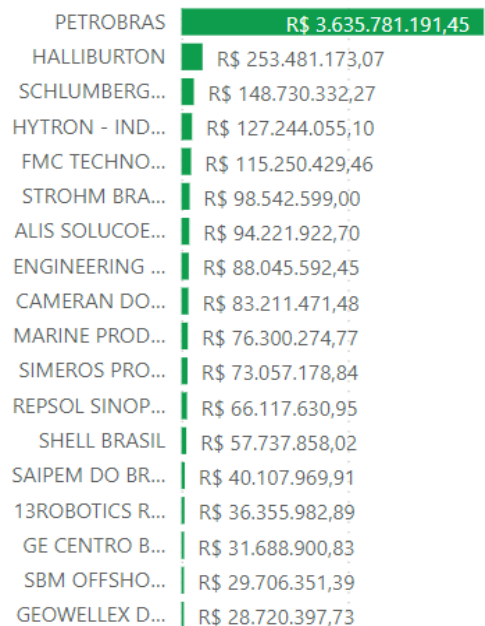 PETROBRAS R$ 3.635.781.191,45
HALLIBURTON R$ 253.481.173,07
SCHLUMBERG... R$ 148.730.332,27
HYTRON - IND... R$ 127.244.055,10
FMC TECHNO... R$ 115.250.429,46
STROHM BRA... R$ 98.542.599,00
ALIS SOLUCOE... R$ 94.221.922,70
ENGINEERING ... R$ 88.045.592,45
CAMERAN DO... R$ 83.211.471,48
MARINE PROD... R$ 76.300.274,77
SIMEROS PRO... R$ 73.057.178,84
REPSOL SINOP... R$ 66.117.630,95
SHELL BRASIL R$ 57.737.858,02
SAIPEM DO BR... R$ 40.107.969,91
13ROBOTICS R... R$ 36.355.982,89
GE CENTRO B... R$ 31.688.900,83
SBM OFFSHO... R$ 29.706.351,39
GEOWELLEX D... R$ 28.720.397,73